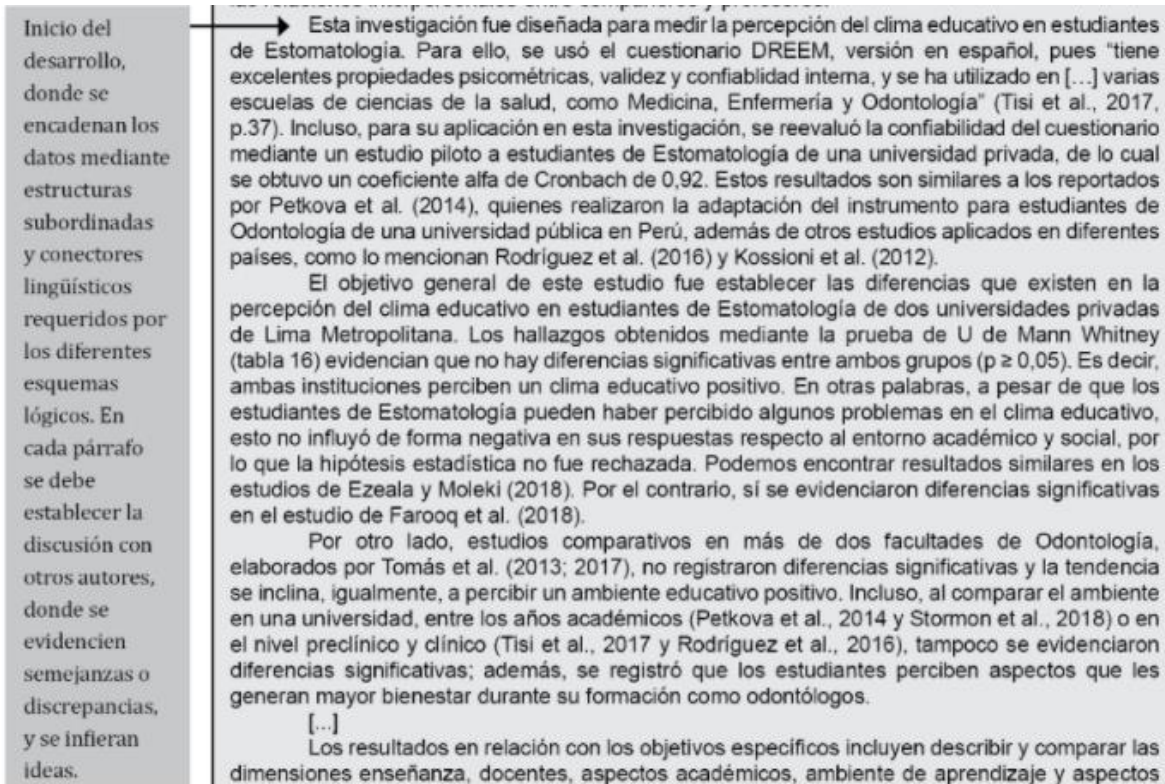 Inicio del
desarrollo,
donde se
encadenan los
datos mediante
estructuras
subordinadas
y conectores
lingüísticos
requeridos por
los diferentes
esquemas
lógicos. En
cada párrafo
se debe
establecer la
discusión con
otros autores,
donde se
evidencien
semejanzas o
discrepancias,
y se infieran
ideas.
Esta investigación fue diseñada para medir la percepción del clima educativo en estudiantes
de Estomatología. Para ello, se usó el cuestionario DREEM, versión en español, pues “tiene
excelentes propiedades psicométricas, validez y confiablidad interna, y se ha utilizado en […] varias
escuelas de ciencias de la salud, como Medicina, Enfermería y Odontología” (Tisi et al., 2017,
p.37). Incluso, para su aplicación en esta investigación, se reevaluó la confiabilidad del cuestionario
mediante un estudio piloto a estudiantes de Estomatología de una universidad privada, de lo cual
se obtuvo un coeficiente alfa de Cronbach de 0,92. Estos resultados son similares a los reportados
por Petkova et al. (2014), quienes realizaron la adaptación del instrumento para estudiantes de
Odontología de una universidad pública en Perú, además de otros estudios aplicados en diferentes
países, como lo mencionan Rodríguez et al. (2016) y Kossioni et al. (2012).
El objetivo general de este estudio fue establecer las diferencias que existen en la
percepción del clima educativo en estudiantes de Estomatología de dos universidades privadas
de Lima Metropolitana. Los hallazgos obtenidos mediante la prueba de U de Mann Whitney
(tabla 16) evidencian que no hay diferencias significativas entre ambos grupos (p ≥ 0,05). Es decir,
ambas instituciones perciben un clima educativo positivo. En otras palabras, a pesar de que los
estudiantes de Estomatología pueden haber percibido algunos problemas en el clima educativo,
esto no influyó de forma negativa en sus respuestas respecto al entorno académico y social, por
lo que la hipótesis estadística no fue rechazada. Podemos encontrar resultados similares en los
estudios de Ezeala y Moleki (2018). Por el contrario, sí se evidenciaron diferencias significativas
en el estudio de Farooq et al. (2018).
Por otro lado, estudios comparativos en más de dos facultades de Odontología,
elaborados por Tomás et al. (2013; 2017), no registraron diferencias significativas y la tendencia
se inclina, igualmente, a percibir un ambiente educativo positivo. Incluso, al comparar el ambiente
en una universidad, entre los años académicos (Petkova et al., 2014 y Stormon et al., 2018) o en
el nivel preclínico y clínico (Tisi et al., 2017 y Rodríguez et al., 2016), tampoco se evidenciaron
diferencias significativas; además, se registró que los estudiantes perciben aspectos que les
generan mayor bienestar durante su formación como odontólogos.
[...]
Los resultados en relación con los objetivos específicos incluyen describir y comparar las
dimensiones enseñanza, docentes, aspectos académicos, ambiente de aprendizaje y aspectos